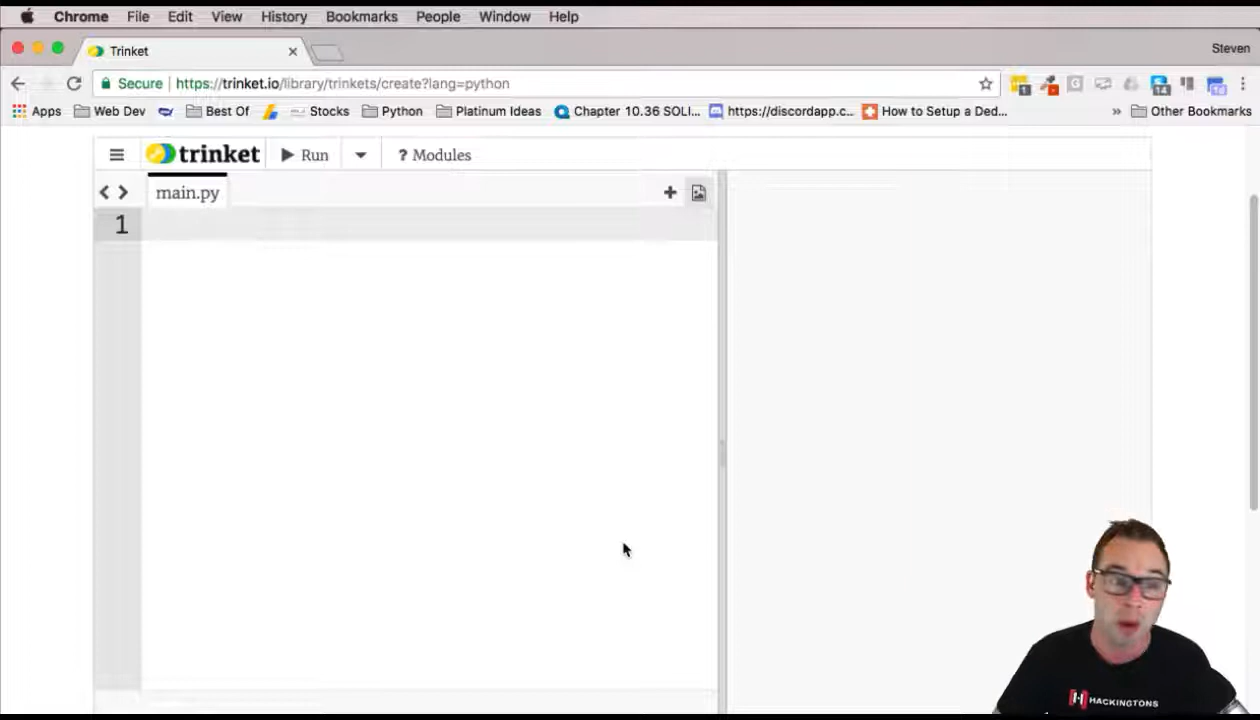 Chrome File Edit View History Bookmarks People Window Help
Trinket
Steven
Secure https://trinket.io/library/trinkets/create?lang=python
1 14
Apps Web Dev Best Of Stocks Python Platinum Ideas Chapter 10.36 SOLI... https://discordapp.c... How to Setup a Ded... » Other Bookmarks
trinket Run ? Modules
main.py
1
HACKINGTONS